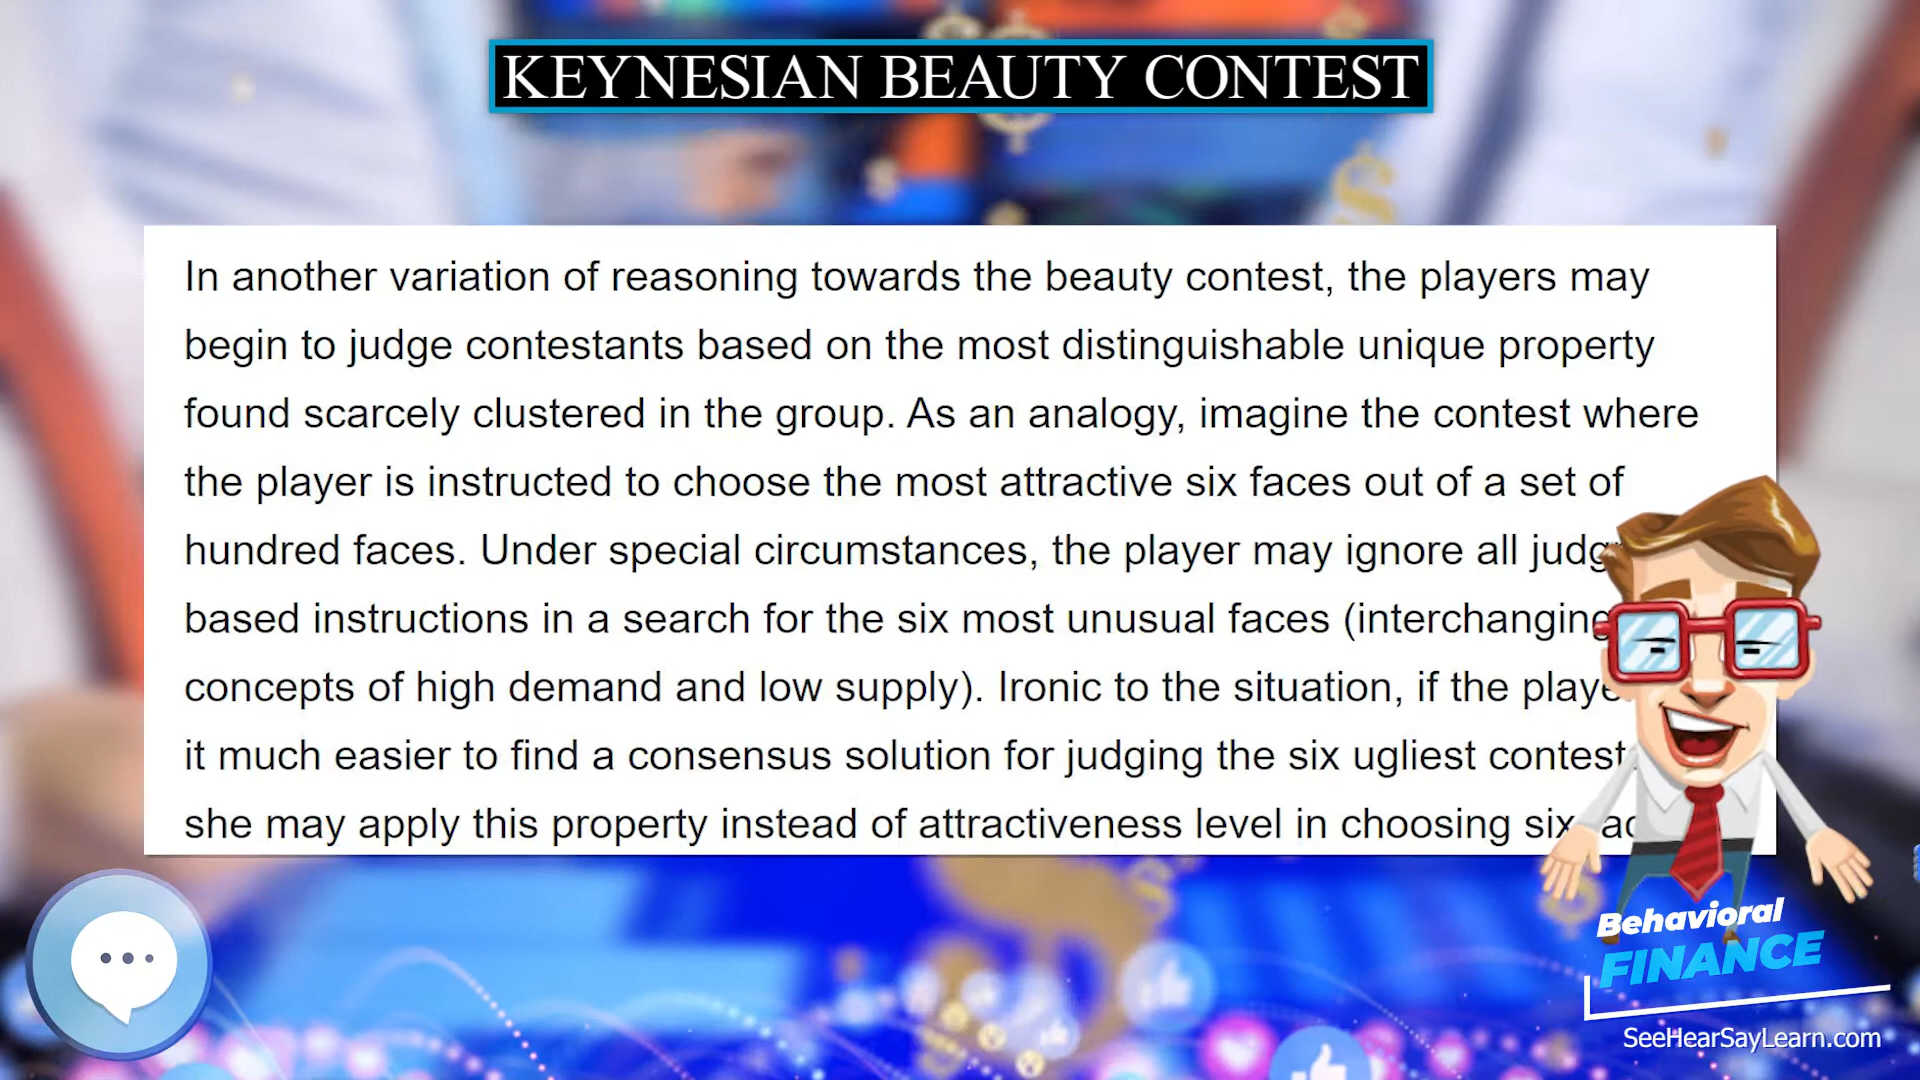 KEYNESIAN BEAUTY CONTEST
In another variation of reasoning towards the beauty contest, the players may
begin to judge contestants based on the most distinguishable unique property
found scarcely clustered in the group. As an analogy, imagine the contest where
the player is instructed to choose the most attractive six faces out of a set of
hundred faces. Under special circumstances, the player may ignore all
based instructions in a search for the six most unusual faces (interchanging
concepts of high demand and low supply). Ironic to the situation, if the
it much easier to find a consensus solution for judging the six ugliest
she may apply this property instead of attractiveness level in choosing six
Behavioral
FINANCE
SeeHearSayLearn.com